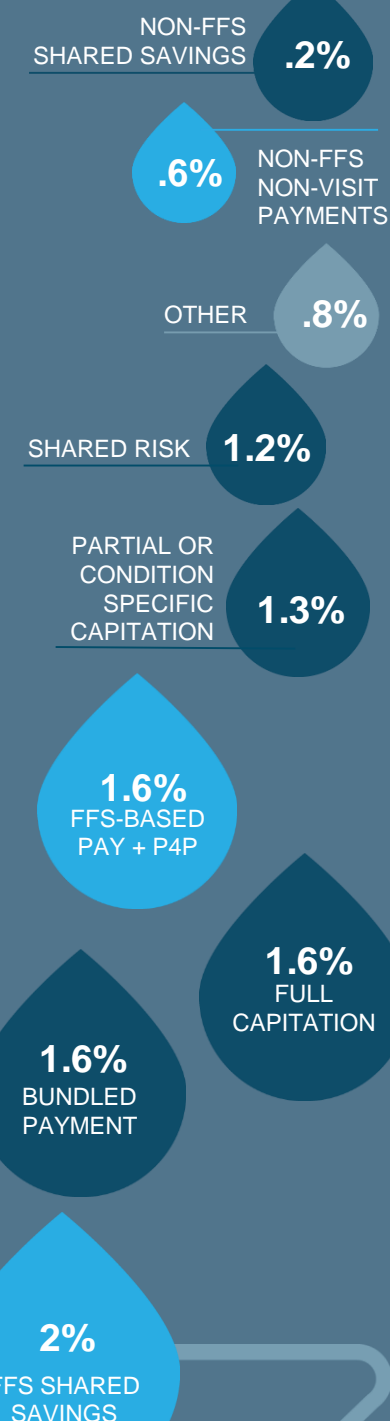 NON-FFS
SHARED SAVINGS
.2%
.6%
NON-FFS
NON-VISIT
PAYMENTS
OTHER
.8%
SHARED RISK
1.2%
PARTIAL OR
CONDITION
SPECIFIC
CAPITATION
1.3%
1.6%
FFS-BASED
PAY + P4P
1.6%
FULL
CAPITATION
1.6%
BUNDLED
PAYMENT
2%
FFS SHARED
SAVINGS